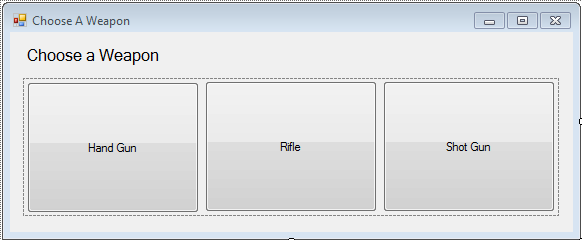 Choose A Weapon
Choose a Weapon
Hand Gun
Rifle
Shot Gun